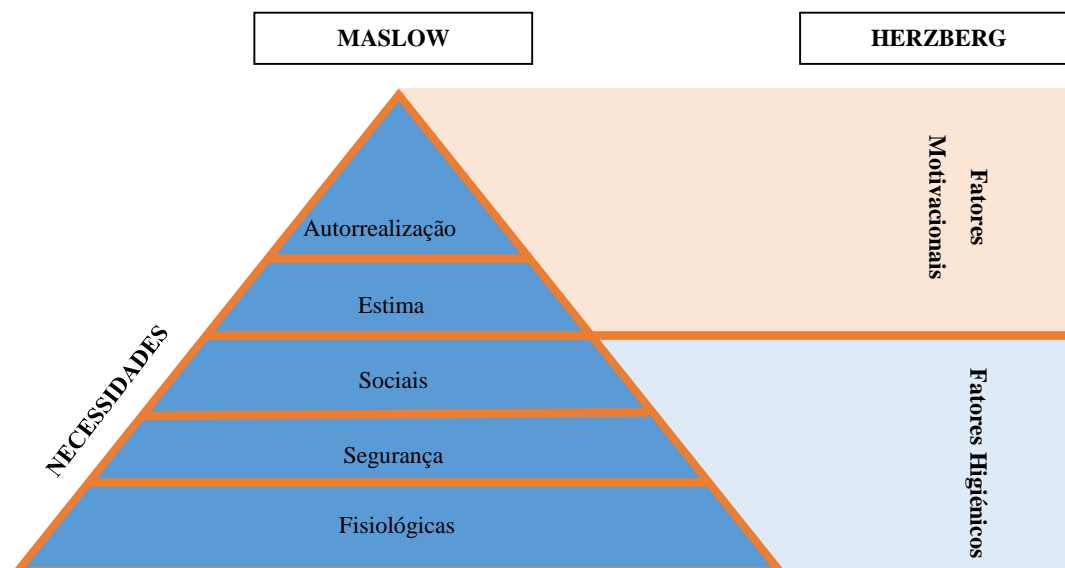 MASLOW
HERZBERG
Autorrealização
Estima
Sociais
Segurança
Fisiológicas
NECESSIDADES
Fatores
Motivacionais
Fatores Higiénicos